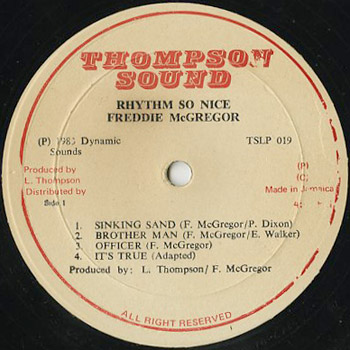 THOMPSON
SOUND
RHYTHM SO NICE
FREDDIE McGREGOR
(P) 1983 Dynamic
Sounds
TSLP 019
Produced by
L. Thompson
Distributed by
Side 1
(P)
(C)
Made in Jamaica
1. SINKING SAND (F. McGREGOR/P. Dixon)
2. BROTHER MAN (F. McGREGOR/E. Walker)
3. OFFICER (F. McGREGOR)
4. IT'S TRUE (Adapted)
Produced by: L. Thompson/ F. McGregor
ALL RIGHT RESERVED